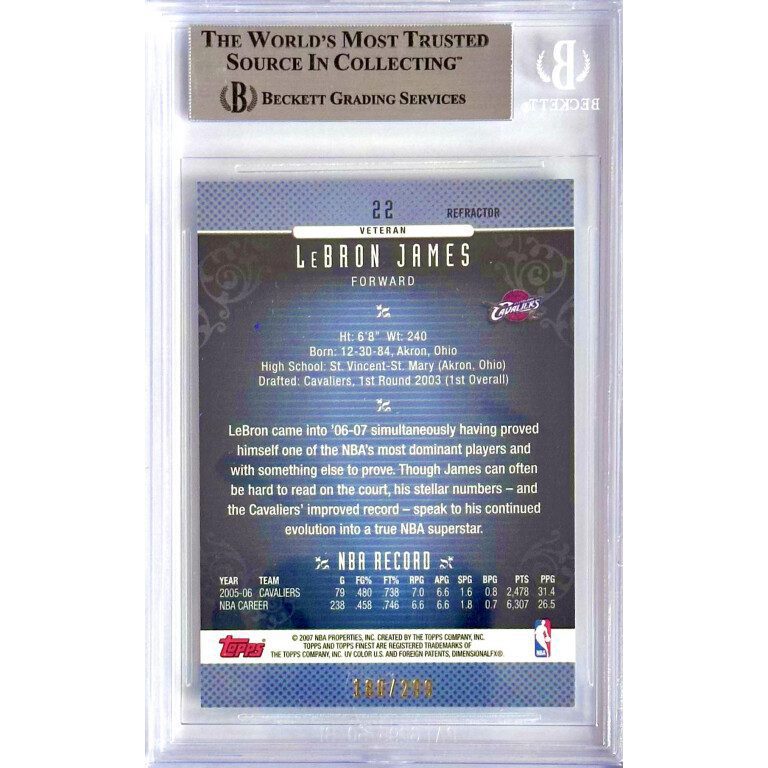 THE WORLD'S MOST TRUSTED
SOURCE IN COLLECTING™
B BECKETT GRADING SERVICES
B
BECKETT
22
REFRACTOR
VETERAN
LeBRON JAMES
FORWARD
CAVALIERS
Ht: 6'8" Wt: 240
Born: 12-30-84, Akron, Ohio
High School: St. Vincent-St. Mary (Akron, Ohio)
Drafted: Cavaliers, 1st Round 2003 (1st Overall)
LeBron came into '06-07 simultaneously having proved
himself one of the NBA's most dominant players and
with something else to prove. Though James can often
be hard to read on the court, his stellar numbers – and
the Cavaliers' improved record – speak to his continued
evolution into a true NBA superstar.
NBA RECORD
YEAR TEAM G FG% FT% RPG APG SPG BPG PTS PPG
2005-06 CAVALIERS 79 .480 .738 7.0 6.6 1.6 0.8 2,478 31.4
NBA CAREER 238 .458 .746 6.6 6.6 1.8 0.7 6,307 26.5
Topps
© 2007 NBA PROPERTIES, INC. CREATED BY THE TOPPS COMPANY, INC.
TOPPS AND TOPPS FINEST ARE REGISTERED TRADEMARKS OF
THE TOPPS COMPANY, INC. UV COLOR U.S. AND FOREIGN PATENTS, DIMENSIONALFX®.
NBA